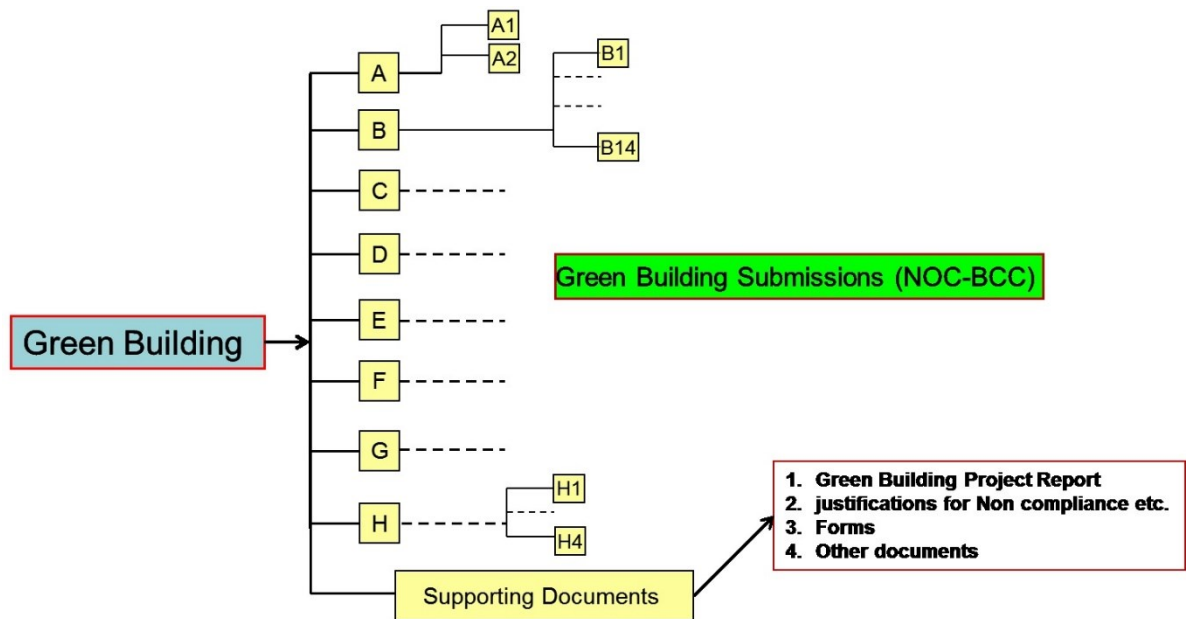 A1
A2
A
B1
B
B14
C
D
Green Building Submissions (NOC-BCC)
E
Green Building
F
G
H1
H
H4
1. Green Building Project Report
2. justifications for Non compliance etc.
3. Forms
4. Other documents
Supporting Documents